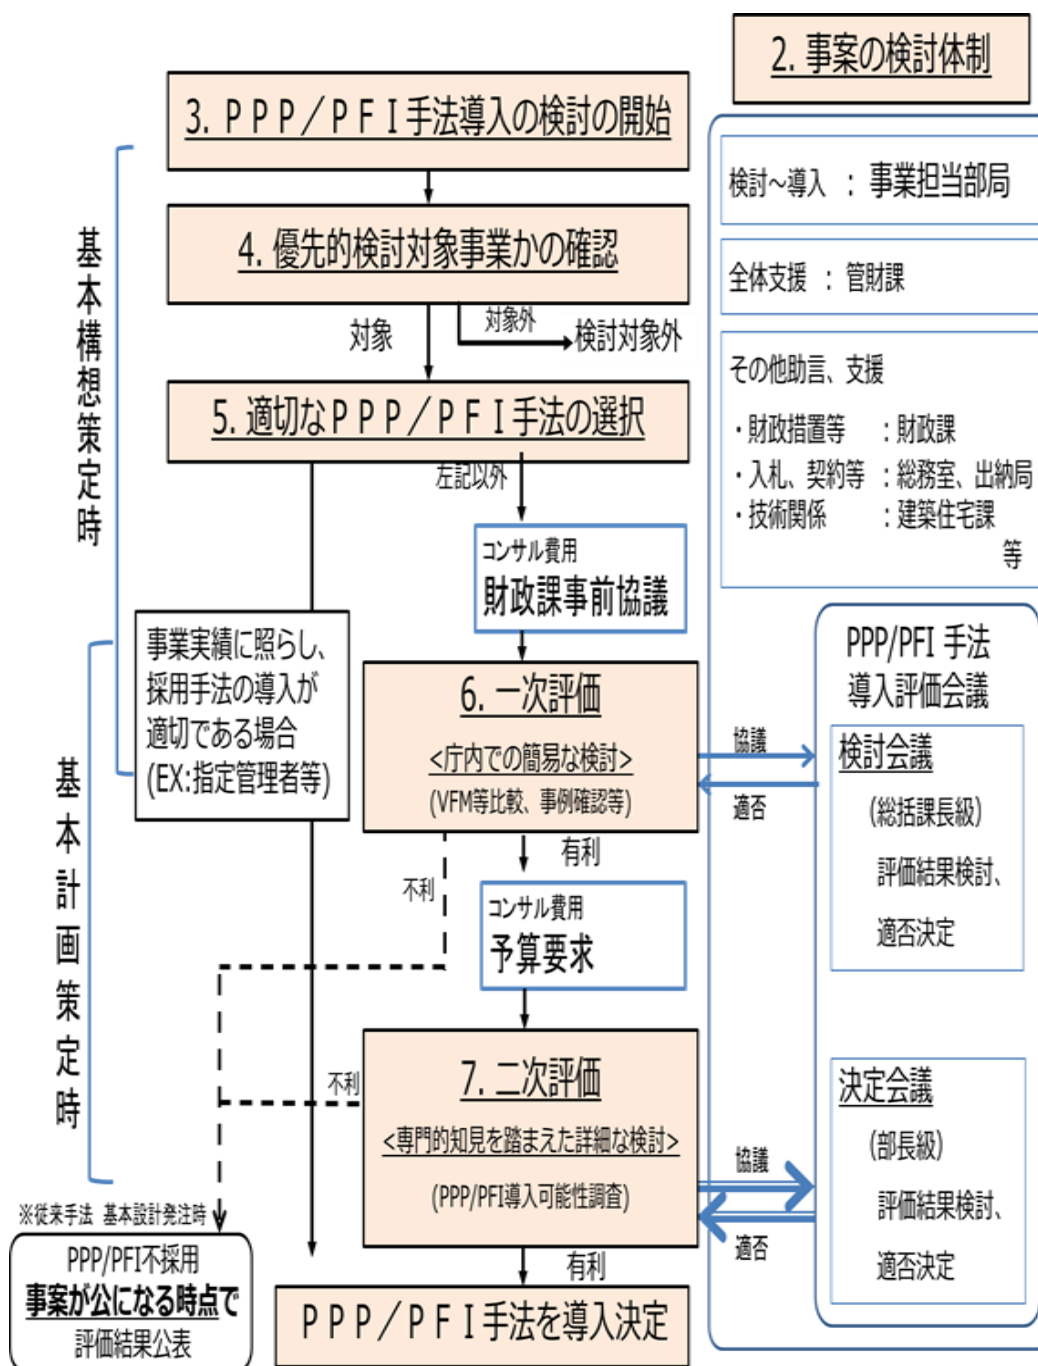 2. 事案の検討体制
3. ＰＰＰ／ＰＦＩ手法導入の検討の開始
検討～導入 ： 事業担当部局
4. 優先的検討対象事業かの確認
全体支援 ： 管財課
対象
対象外
検討対象外
その他助言、支援
・財政措置等 ：財政課
・入札、契約等 ：総務室、出納局
・技術関係 ：建築住宅課
等
5. 適切なＰＰＰ／ＰＦＩ手法の選択
左記以外
基本構想策定時
コンサル費用
財政課事前協議
事業実績に照らし、
採用手法の導入が
適切である場合
(EX:指定管理者等)
6. 一次評価
<庁内での簡易な検討>
(VFM等比較、事例確認等)
協議
適否
PPP/PFI 手法
導入評価会議
検討会議
(総括課長級)
評価結果検討、
適否決定
有利
不利
基本計画策定時
コンサル費用
予算要求
7. 二次評価
<専門的知見を踏まえた詳細な検討>
(PPP/PFI導入可能性調査)
不利
協議
適否
決定会議
(部長級)
評価結果検討、
適否決定
有利
※従来手法 基本設計発注時
PPP/PFI不採用
事案が公になる時点で
評価結果公表
ＰＰＰ／ＰＦＩ手法を導入決定